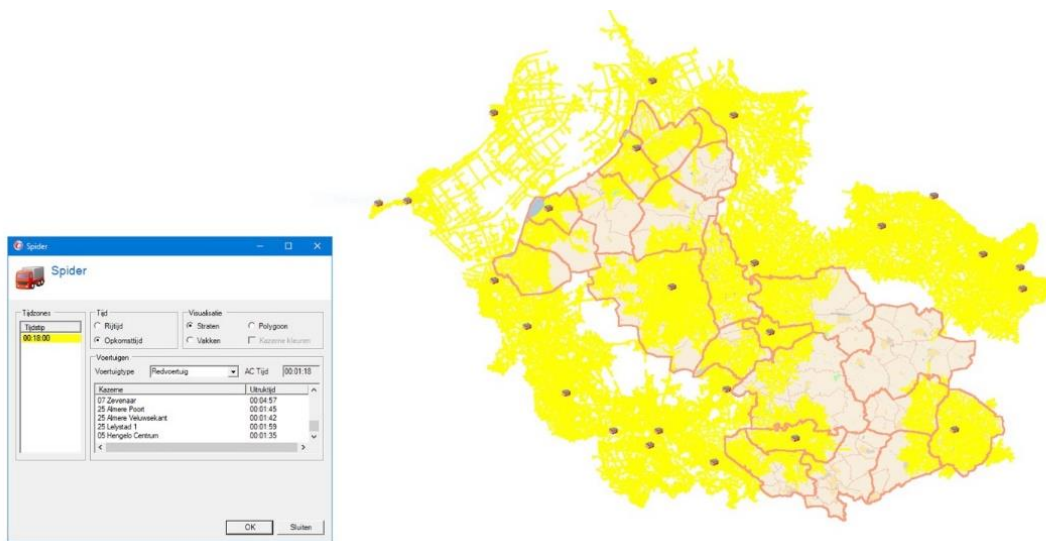 Spider
Spider
Tijdzones
Tijdstip
00:18:00
Tijd
Rijtijd
Opkomsttijd
Visualisatie
Straten
Polygoon
Vakken
Kazerne kleuren
Voertuigen
Voertuigtype Redvoertuig AC Tijd 00:01:18
Kazerne Uitruktijd
07 Zevenaar 00:04:57
25 Almere Poort 00:01:45
25 Almere Veluwsekant 00:01:42
25 Lelystad 1 00:01:59
05 Hengelo Centrum 00:01:35
OK Sluiten